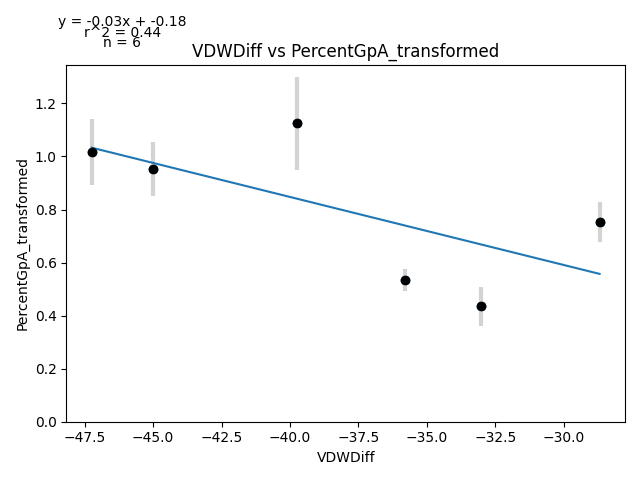 y = -0.03x + -0.18
r^2 = 0.44
n = 6
VDWDiff vs PercentGpA_transformed
1.2
1.0
0.8
0.6
0.4
0.2
0.0
PercentGpA_transformed
−47.5 −45.0 −42.5 −40.0 −37.5 −35.0 −32.5 −30.0
VDWDiff